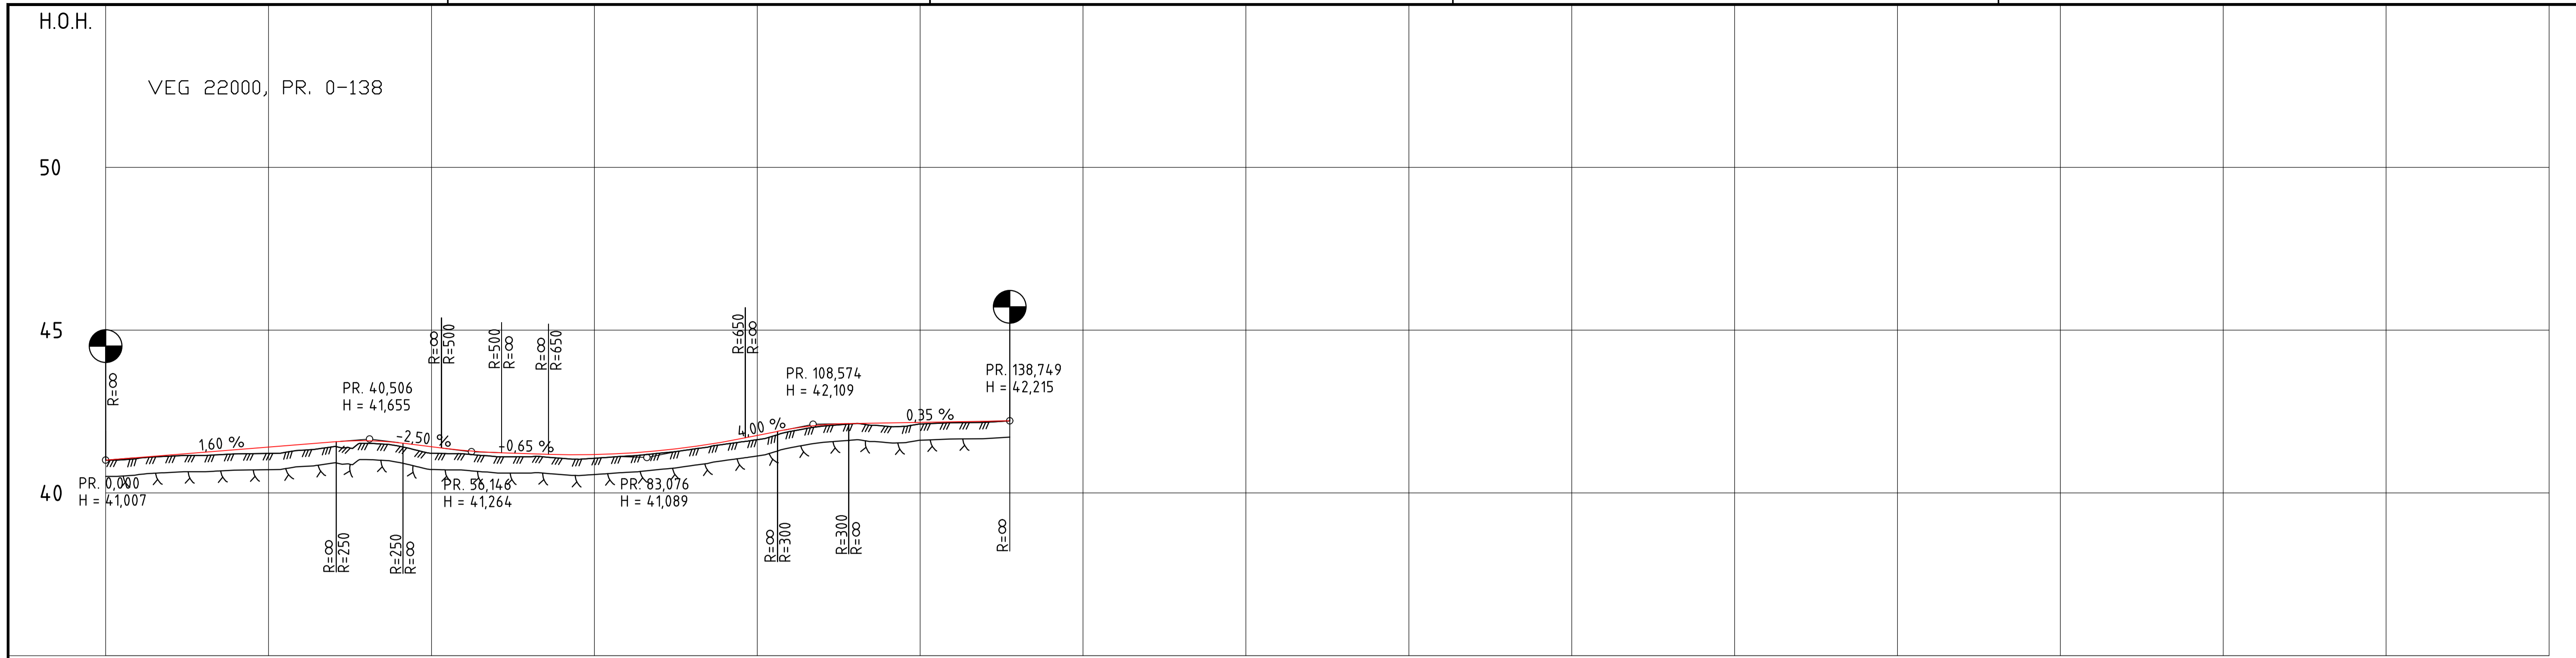 H.O.H.
VEG 22000, PR. 0-138
50
45
40
R=∞
PR. 0,000
H = 41,007
1,60 %
R=∞
R=250
PR. 40,506
H = 41,655
-2,50 %
R=250
R=∞
R=∞
R=500
PR. 56,146
H = 41,264
-0,65 %
R=500
R=∞
R=∞
R=650
PR. 83,076
H = 41,089
R=650
R=∞
4,00 %
R=∞
R=300
PR. 108,574
H = 42,109
R=300
R=∞
0,35 %
PR. 138,749
H = 42,215
R=∞